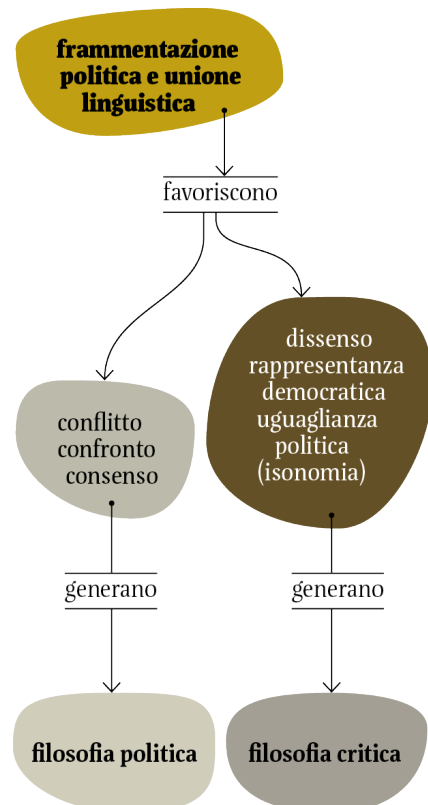 frammentazione
politica e unione
linguistica
favoriscono
conflitto
confronto
consenso
generano
filosofia politica
dissenso
rappresentanza
democratica
uguaglianza
politica
(isonomia)
generano
filosofia critica